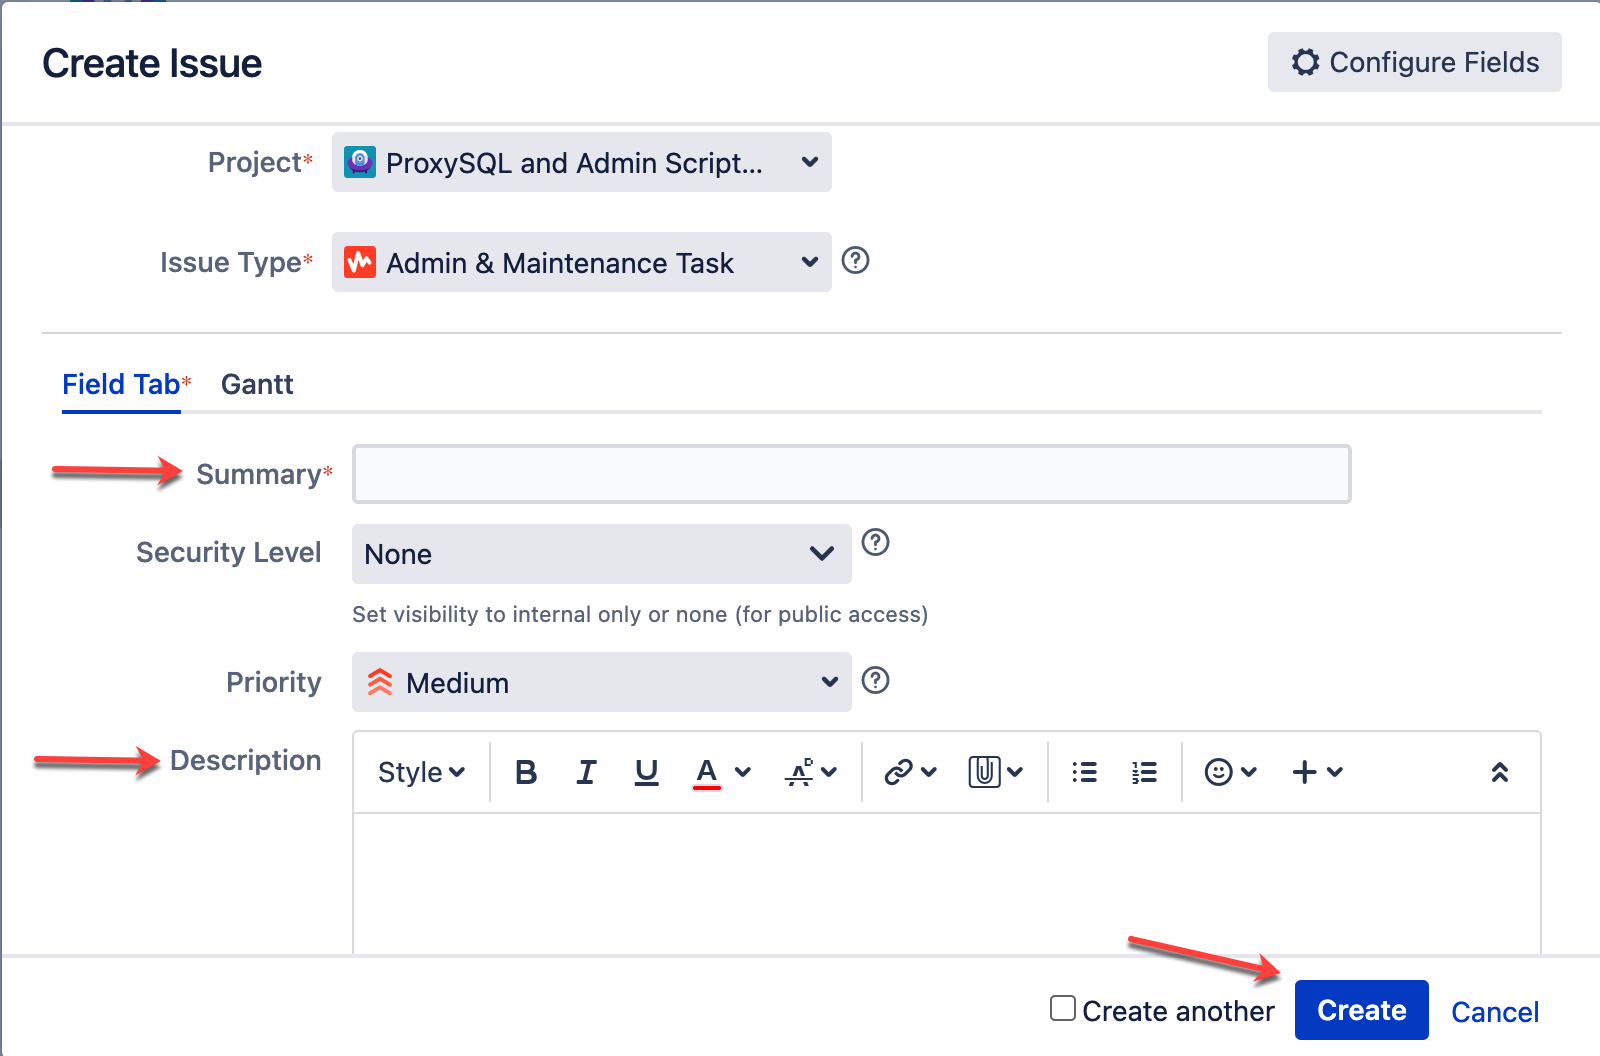 Create Issue
Configure Fields
Project*
ProxySQL and Admin Script...
Issue Type*
Admin & Maintenance Task
Field Tab*
Gantt
Summary*
Security Level
None
Set visibility to internal only or none (for public access)
Priority
Medium
Description
Style
B I U A
Create another
Create
Cancel